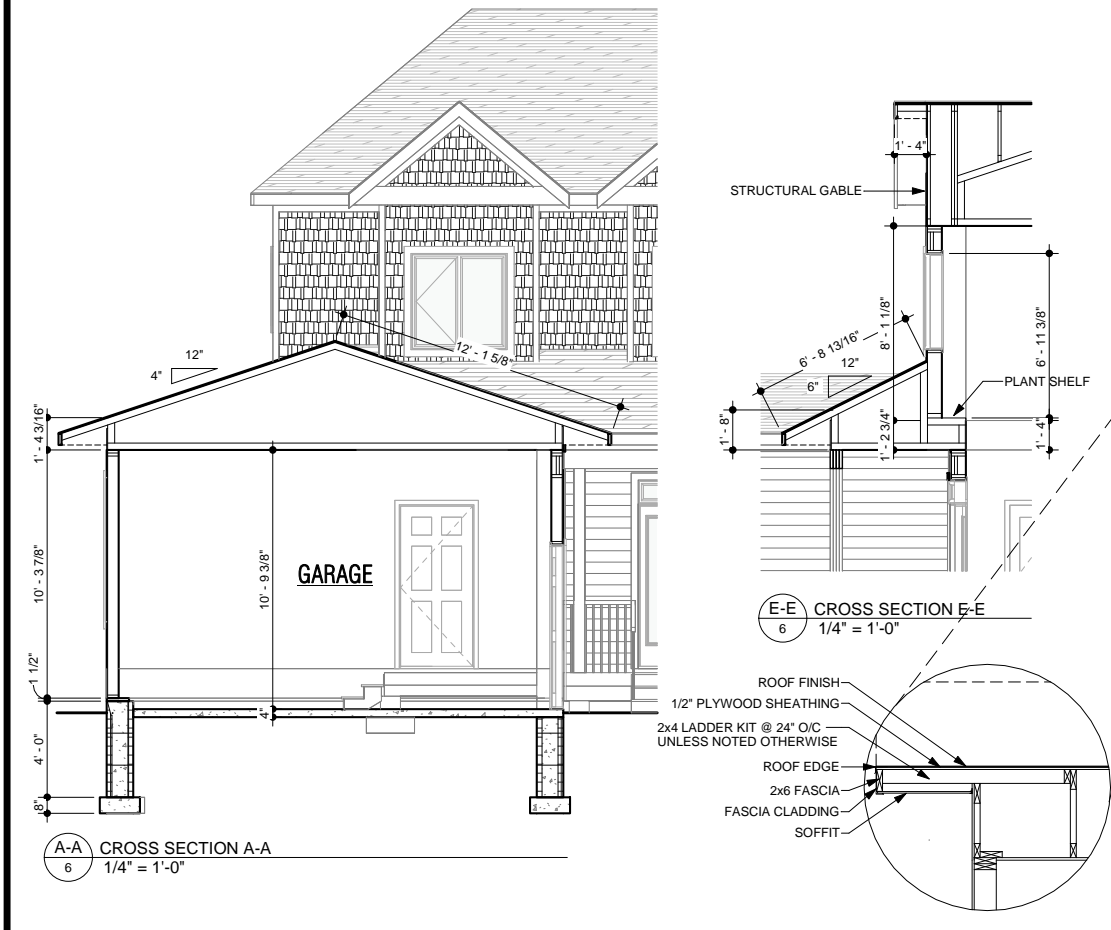 12"
4"
12' - 1 5/8"
1' - 4 3/16"
10' - 3 7/8"
1 1/2"
4' - 0"
8"
10' - 9 3/8"
4"
GARAGE
A-A
6
CROSS SECTION A-A
1/4" = 1'-0"
1' - 4"
STRUCTURAL GABLE
8' - 1 1/8"
6' - 8 13/16"
12"
6"
6' - 11 3/8"
PLANT SHELF
1' - 8"
1' - 2 3/4"
1' - 4"
E-E
6
CROSS SECTION E-E
1/4" = 1'-0"
ROOF FINISH
1/2" PLYWOOD SHEATHING
2x4 LADDER KIT @ 24" O/C
UNLESS NOTED OTHERWISE
ROOF EDGE
2x6 FASCIA
FASCIA CLADDING
SOFFIT